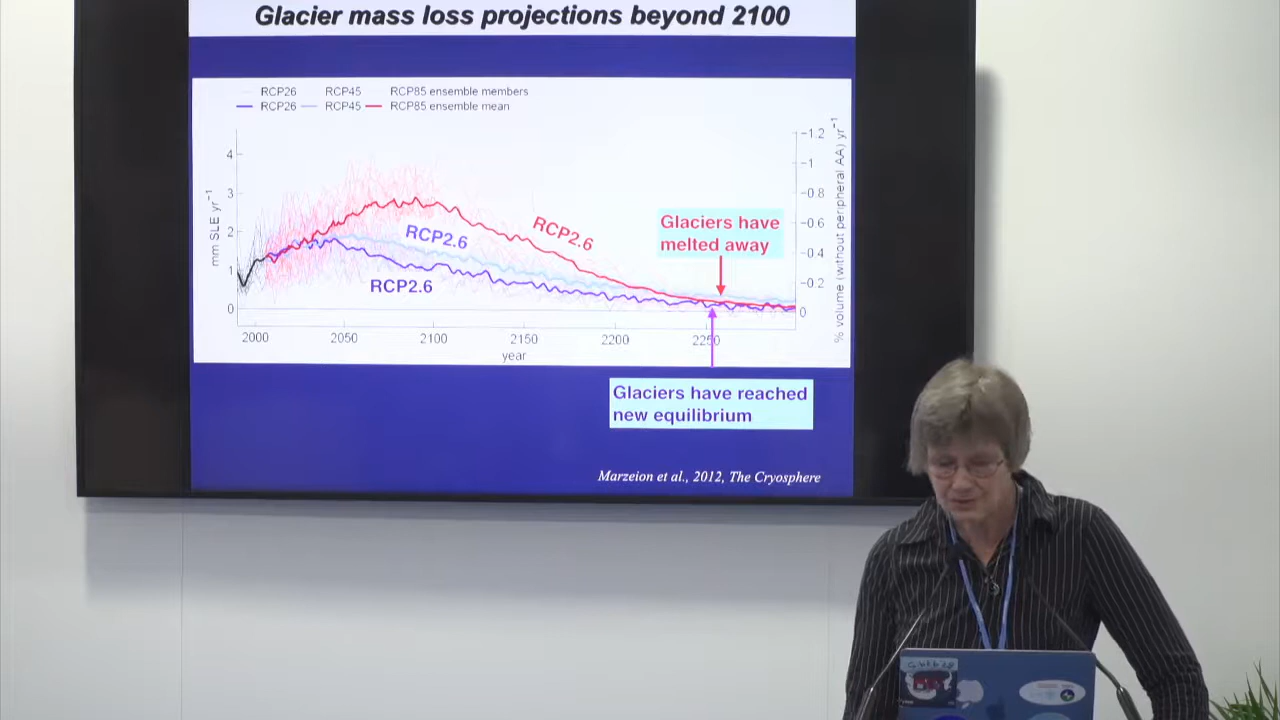 Glacier mass loss projections beyond 2100
RCP26 RCP45 RCP85 ensemble members
RCP26 RCP45 RCP85 ensemble mean
mm SLE yr⁻¹
4
3
2
1
0
-1.2
-1
-0.8
-0.6
-0.4
-0.2
0
% volume (without peripheral AA) yr⁻¹
RCP2.6
RCP2.6
RCP2.6
Glaciers have
melted away
2000 2050 2100 2150 2200 2250
year
Glaciers have reached
new equilibrium
Marzeion et al., 2012, The Cryosphere